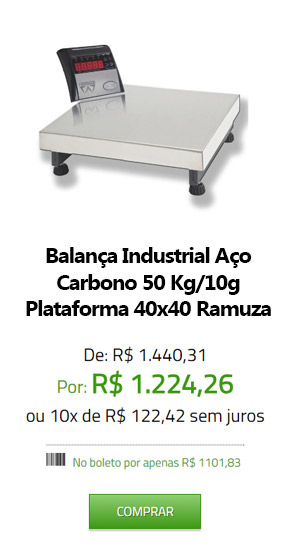 Balança Industrial Aço
Carbono 50 Kg/10g
Plataforma 40x40 Ramuza
De: R$ 1.440,31
Por: R$ 1.224,26
ou 10x de R$ 122,42 sem juros
No boleto por apenas R$ 1101,83
COMPRAR